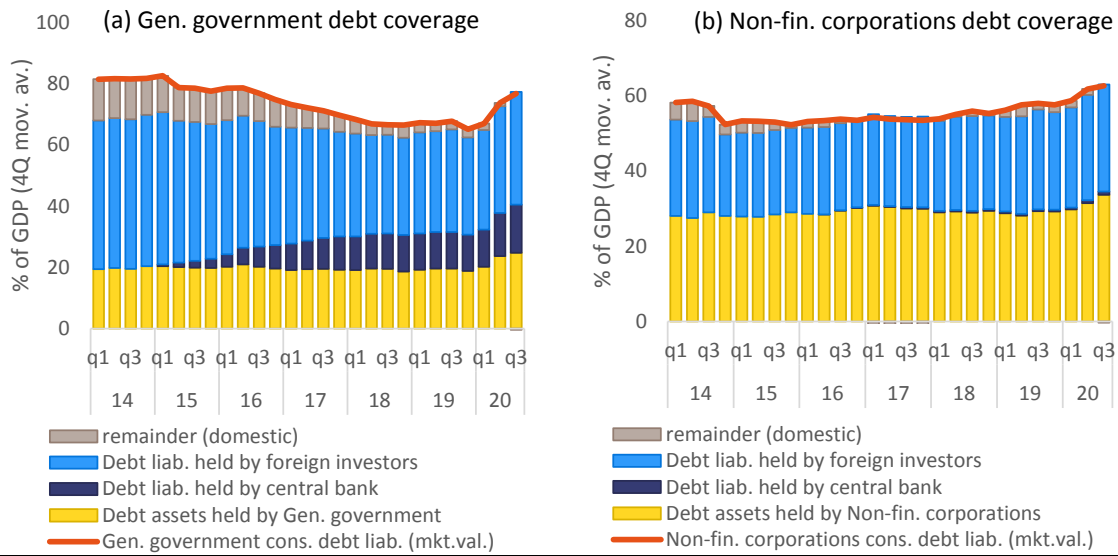 (a) Gen. government debt coverage
% of GDP (4Q mov. av.)
100
80
60
40
20
0
q1 q3 q1 q3 q1 q3 q1 q3 q1 q3 q1 q3 q1 q3
14 15 16 17 18 19 20
remainder (domestic)
Debt liab. held by foreign investors
Debt liab. held by central bank
Debt assets held by Gen. government
Gen. government cons. debt liab. (mkt.val.)
(b) Non-fin. corporations debt coverage
% of GDP (4Q mov. av.)
80
60
40
20
0
q1 q3 q1 q3 q1 q3 q1 q3 q1 q3 q1 q3 q1 q3
14 15 16 17 18 19 20
remainder (domestic)
Debt liab. held by foreign investors
Debt liab. held by central bank
Debt assets held by Non-fin. corporations
Non-fin. corporations cons. debt liab. (mkt.val.)